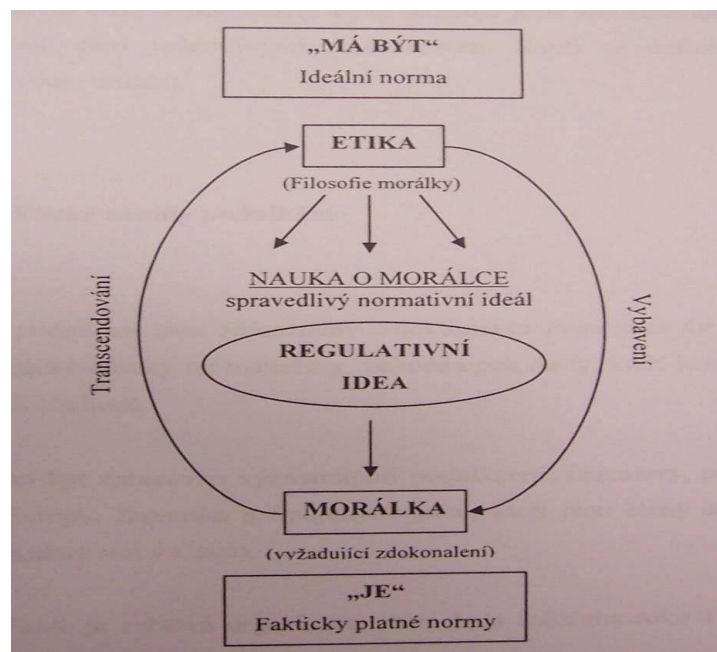 „MÁ BÝT“
Ideální norma
ETIKA
(Filosofie morálky)
NAUKA O MORÁLCE
spravedlivý normativní ideál
REGULATIVNÍ
IDEA
Transcendování
Vybavení
MORÁLKA
(vyžadující zdokonalení)
„JE“
Fakticky platné normy